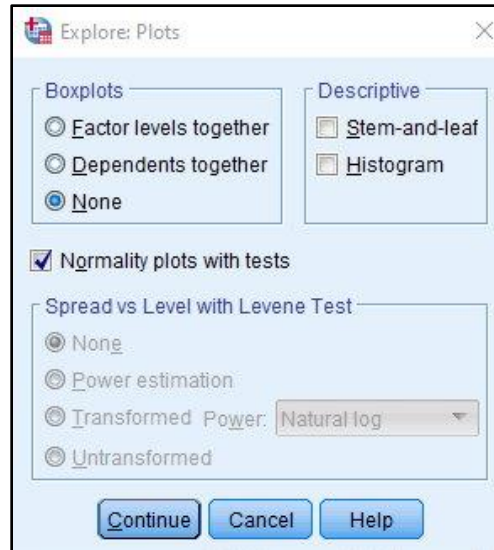 Explore: Plots
Boxplots
Factor levels together
Dependents together
None
Descriptive
Stem-and-leaf
Histogram
Normality plots with tests
Spread vs Level with Levene Test
None
Power estimation
Transformed Power: Natural log
Untransformed
Continue Cancel Help